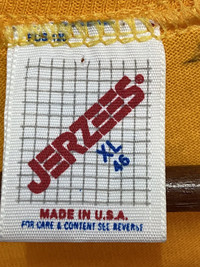 JERZEES®
XL
46
MADE IN U.S.A.
FOR CARE & CONTENT SEE REVERSE